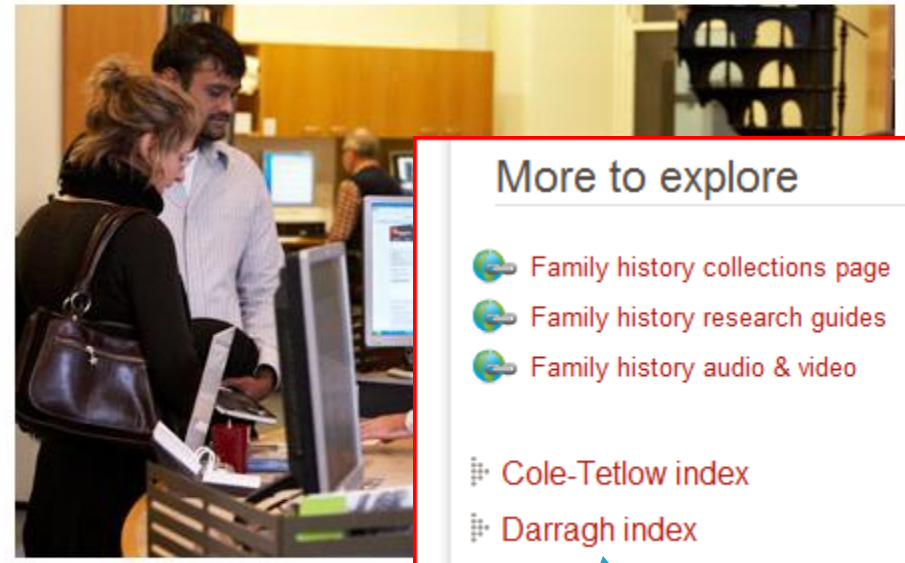 More to explore
Family history collections page
Family history research guides
Family history audio & video
Cole-Tetlow index
Darragh index